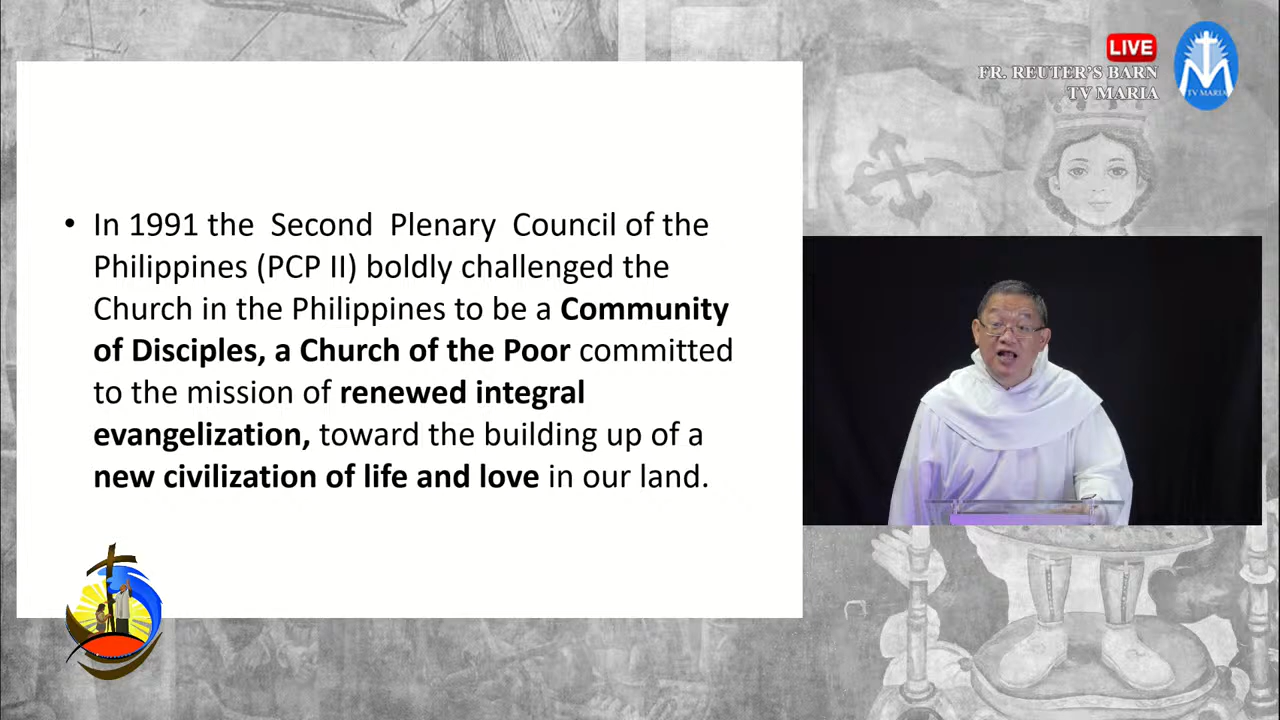 LIVE
FR. REUTER'S BARN
TV MARIA
TV MARIA
• In 1991 the  Second  Plenary  Council of the
Philippines (PCP II) boldly challenged the
Church in the Philippines to be a Community
of Disciples, a Church of the Poor committed
to the mission of renewed integral
evangelization, toward the building up of a
new civilization of life and love in our land.